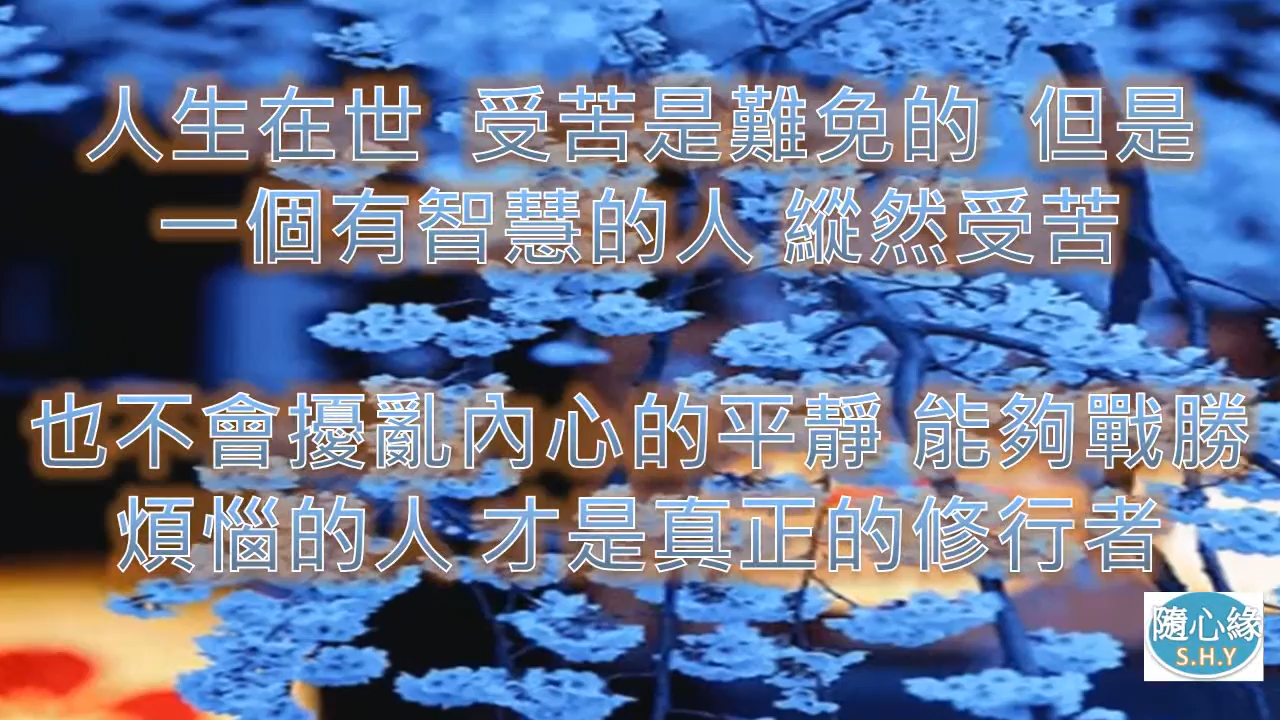 人生在世 受苦是難免的 但是
一個有智慧的人 縱然受苦
也不會擾亂內心的平靜 能夠戰勝
煩惱的人 才是真正的修行者
隨心緣
S.H.Y